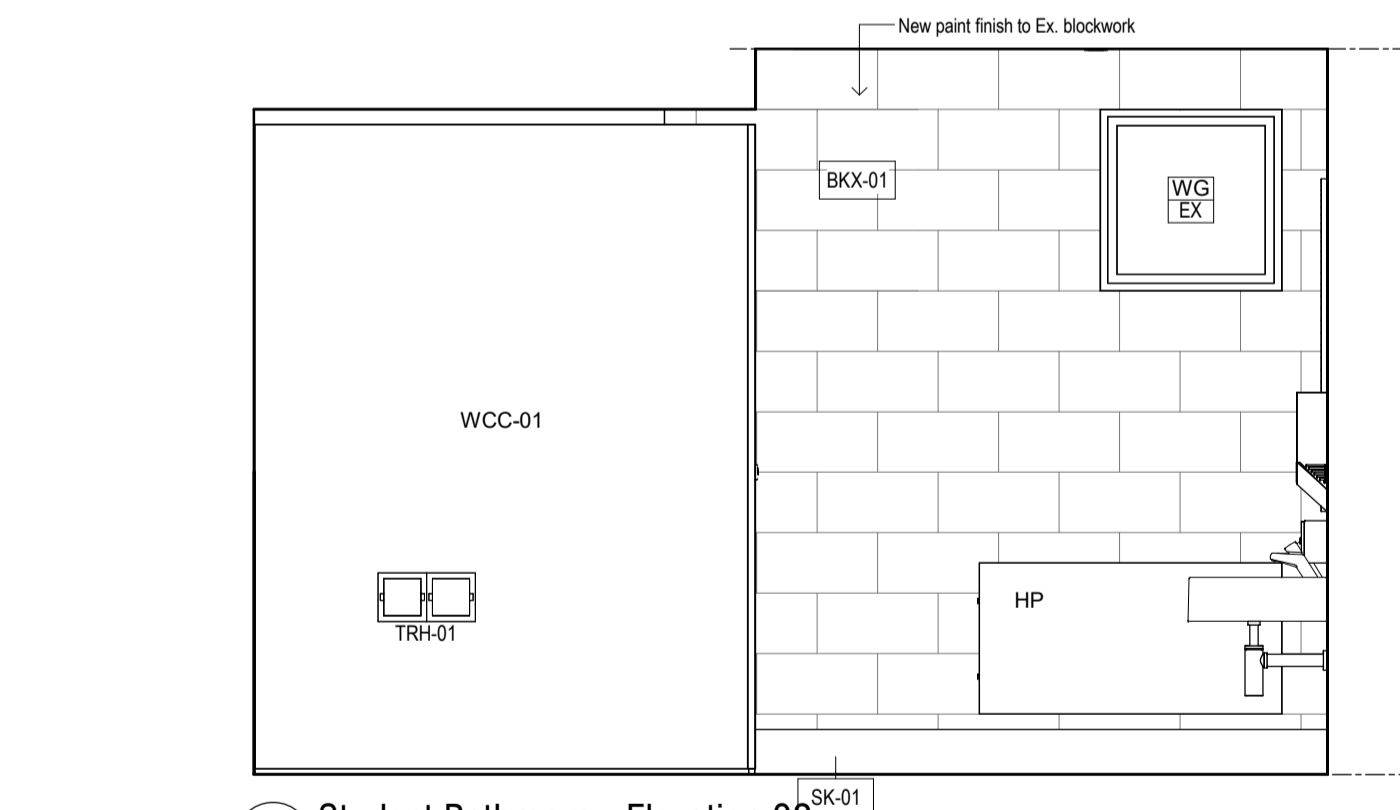 New paint finish to Ex. blockwork
BKX-01
WG
EX
WCC-01
HP
TRH-01
SK-01